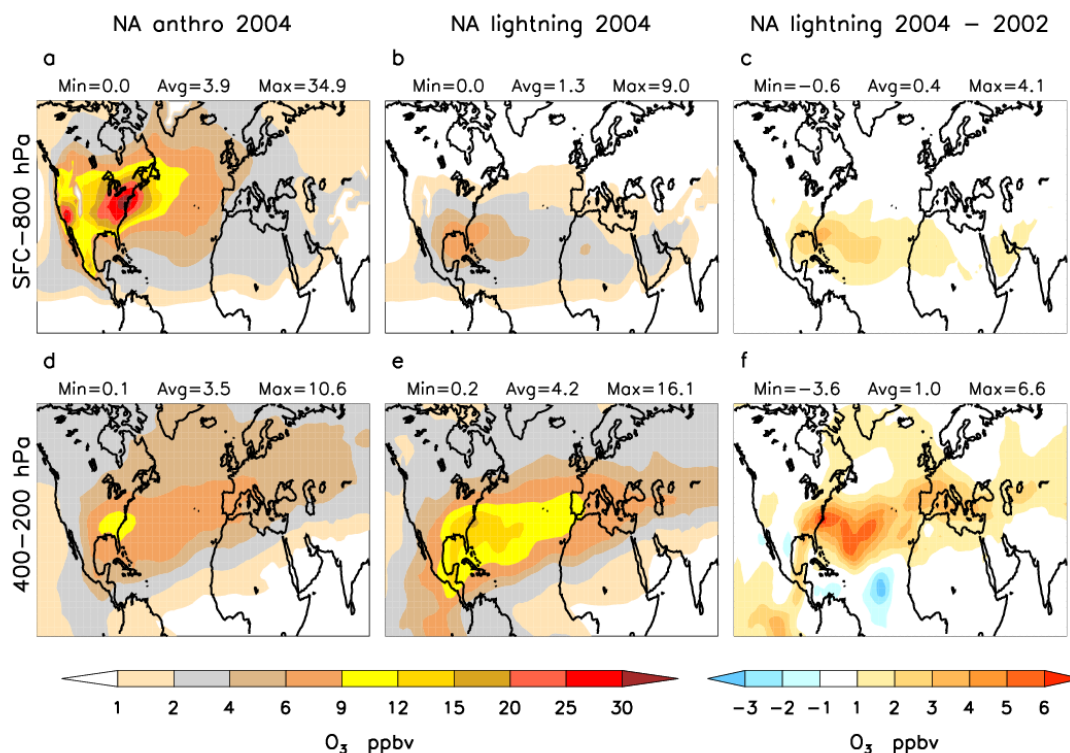 NA anthro 2004 NA lightning 2004 NA lightning 2004 − 2002
a b c
Min=0.0 Avg=3.9 Max=34.9 Min=0.0 Avg=1.3 Max=9.0 Min=−0.6 Avg=0.4 Max=4.1
SFC−800 hPa
d e f
Min=0.1 Avg=3.5 Max=10.6 Min=0.2 Avg=4.2 Max=16.1 Min=−3.6 Avg=1.0 Max=6.6
400−200 hPa
1 2 4 6 9 12 15 20 25 30 −3 −2 −1 1 2 3 4 5 6
O₃ ppbv O₃ ppbv